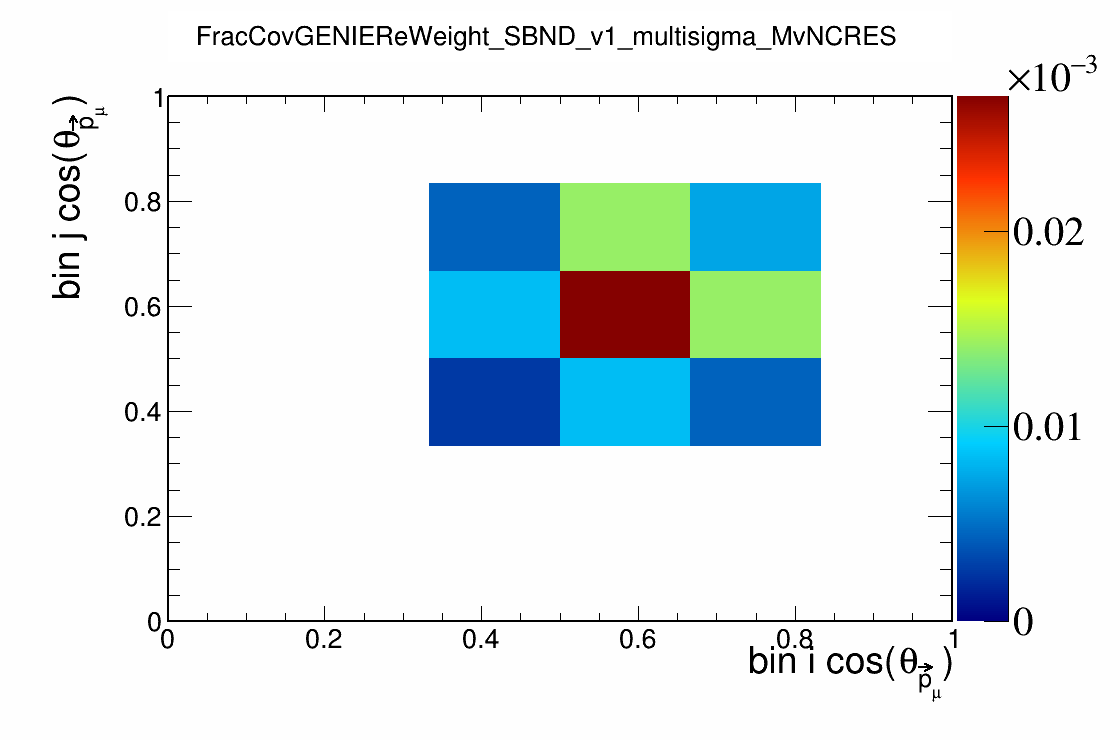 FracCovGENIEReWeight_SBND_v1_multisigma_MvNCRES
×10⁻³
bin j cos(θ_p⃗_μ)
1
0.8
0.6
0.4
0.2
0
0 0.2 0.4 0.6 0.8 1
bin i cos(θ_p⃗_μ)
0.02
0.01
0